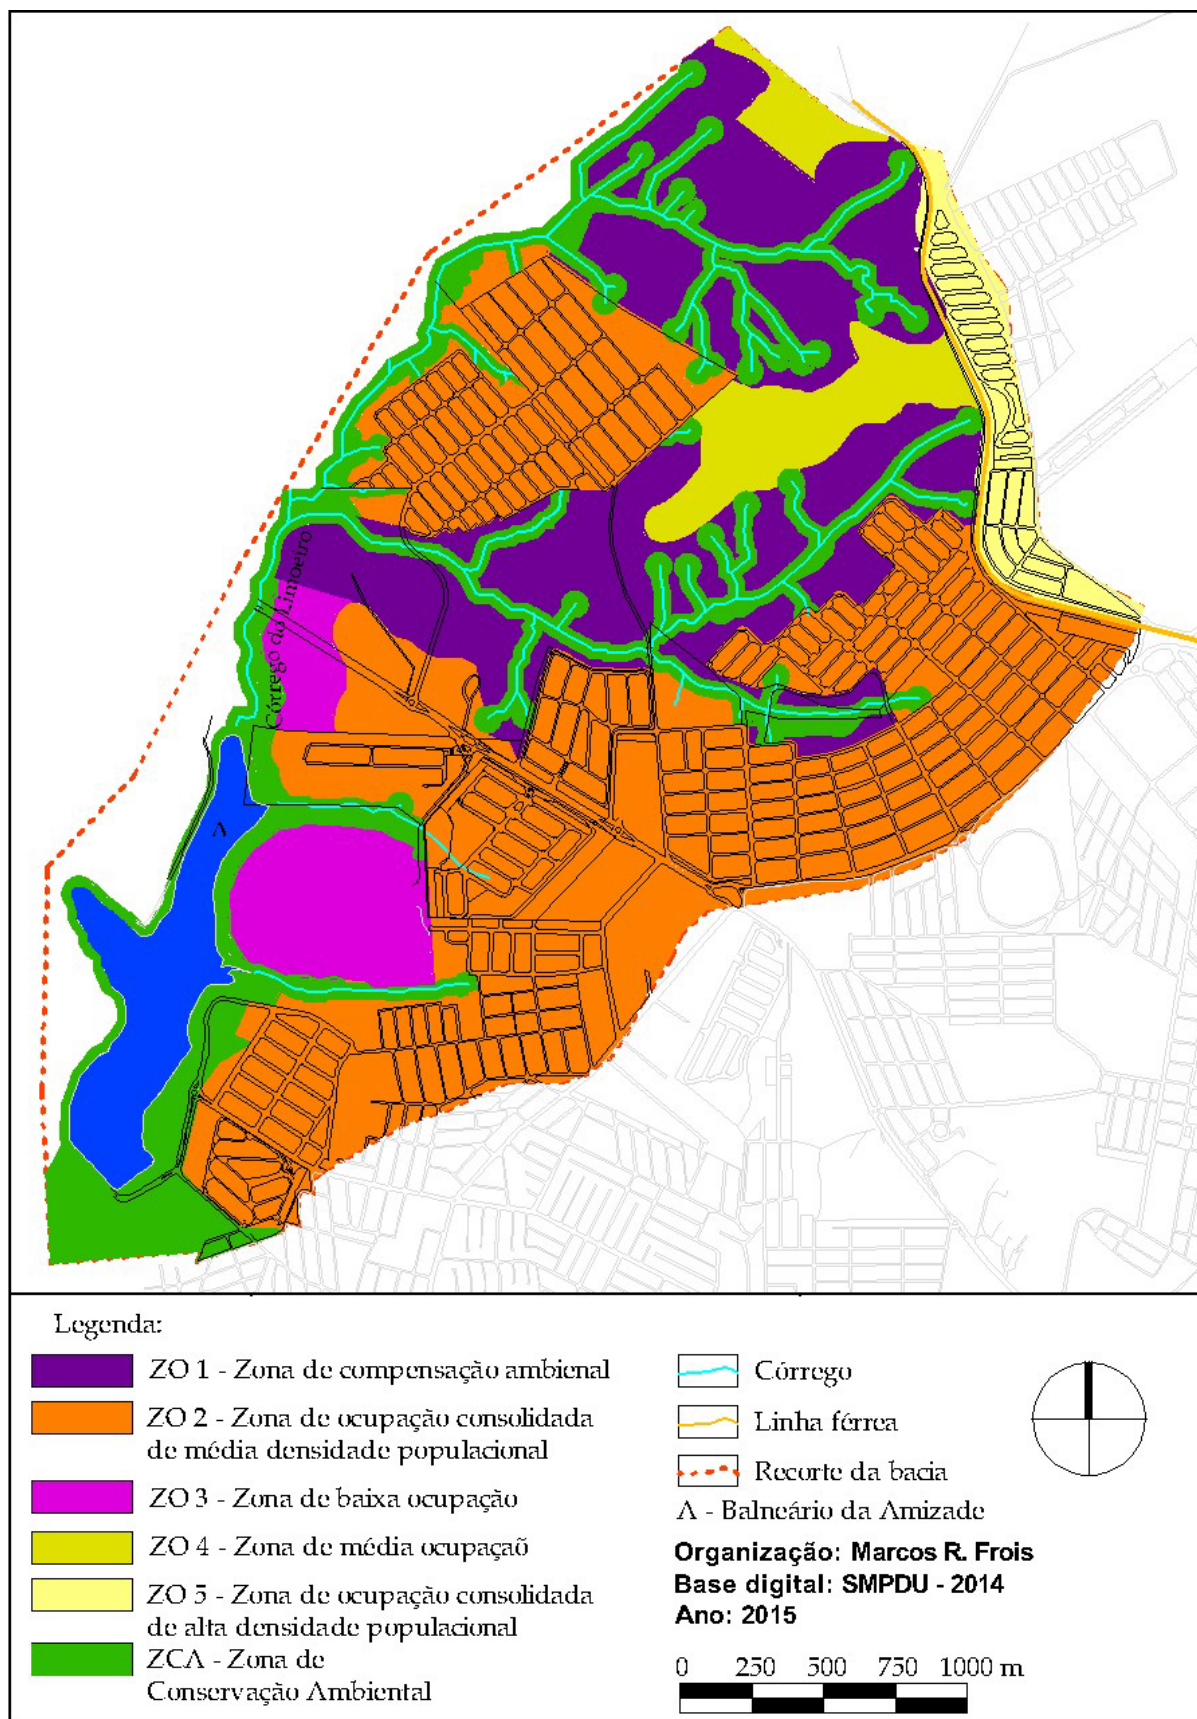 Córrego do Limoeiro
A
Legenda:
ZO 1 - Zona de compensação ambienal
ZO 2 - Zona de ocupação consolidada
de média densidade populacional
ZO 3 - Zona de baixa ocupação
ZO 4 - Zona de média ocupaçaõ
ZO 5 - Zona de ocupação consolidada
de alta densidade populacional
ZCA - Zona de
Conservação Ambiental
Córrego
Linha férrea
Recorte da bacia
A - Balneário da Amizade
Organização: Marcos R. Frois
Base digital: SMPDU - 2014
Ano: 2015
0 250 500 750 1000 m